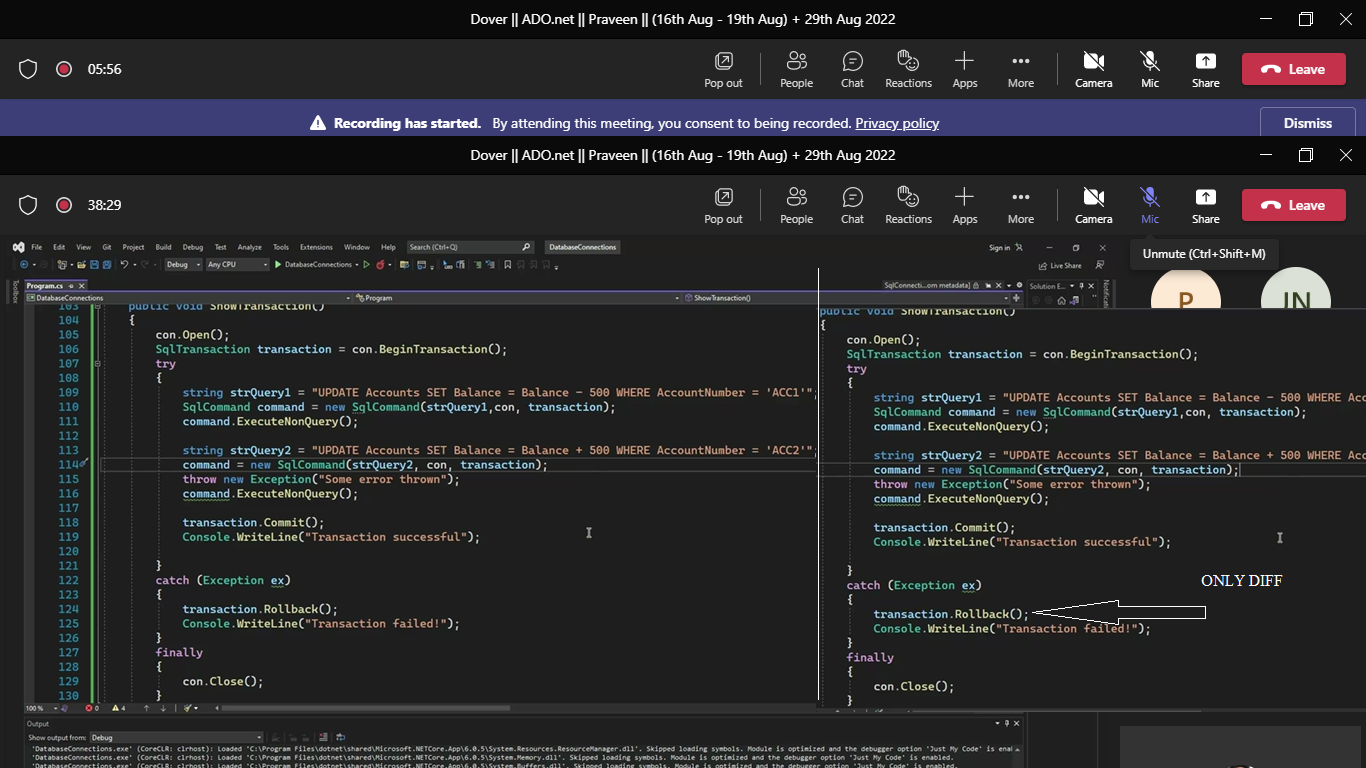 Dover || ADO.net || Praveen || (16th Aug - 19th Aug) + 29th Aug 2022
05:56
Pop out People Chat Reactions Apps More Camera Mic Share Leave
Recording has started. By attending this meeting, you consent to being recorded. Privacy policy Dismiss
Dover || ADO.net || Praveen || (16th Aug - 19th Aug) + 29th Aug 2022
38:29
Pop out People Chat Reactions Apps More Camera Mic Share Leave
File Edit View Git Project Build Debug Test Analyze Tools Extensions Window Help Search (Ctrl+Q) DatabaseConnections Sign in
Unmute (Ctrl+Shift+M)
Debug Any CPU DatabaseConnections Live Share
P IN
Program.cs SqlConnecti...om metadata] Solution E...
Toolbox
Notifications
DatabaseConnections Program ShowTransaction()
103 public void ShowTransaction()
104 {
105 con.Open();
106 SqlTransaction transaction = con.BeginTransaction();
107 try
108 {
109 string strQuery1 = "UPDATE Accounts SET Balance = Balance - 500 WHERE AccountNumber = 'ACC1'";
110 SqlCommand command = new SqlCommand(strQuery1,con, transaction);
111 command.ExecuteNonQuery();
112
113 string strQuery2 = "UPDATE Accounts SET Balance = Balance + 500 WHERE AccountNumber = 'ACC2'";
114 command = new SqlCommand(strQuery2, con, transaction);
115 throw new Exception("Some error thrown");
116 command.ExecuteNonQuery();
117
118 transaction.Commit();
119 Console.WriteLine("Transaction successful");
120
121 }
122 catch (Exception ex)
123 {
124 transaction.Rollback();
125 Console.WriteLine("Transaction failed!");
126 }
127 finally
128 {
129 con.Close();
130 }
public void ShowTransaction()
{
con.Open();
SqlTransaction transaction = con.BeginTransaction();
try
{
string strQuery1 = "UPDATE Accounts SET Balance = Balance - 500 WHERE Acc
SqlCommand command = new SqlCommand(strQuery1,con, transaction);
command.ExecuteNonQuery();
string strQuery2 = "UPDATE Accounts SET Balance = Balance + 500 WHERE Acc
command = new SqlCommand(strQuery2, con, transaction);
throw new Exception("Some error thrown");
command.ExecuteNonQuery();
transaction.Commit();
Console.WriteLine("Transaction successful");
}
catch (Exception ex)
ONLY DIFF
{
transaction.Rollback();
Console.WriteLine("Transaction failed!");
}
finally
{
con.Close();
}
100 % 0 4
Output
Show output from: Debug
'DatabaseConnections.exe' (CoreCLR: clrhost): Loaded 'C:\Program Files\dotnet\shared\Microsoft.NETCore.App\6.0.5\System.Resources.ResourceManager.dll'. Skipped loading symbols. Module is optimized and the debugger option 'Just My Code' is enal
'DatabaseConnections.exe' (CoreCLR: clrhost): Loaded 'C:\Program Files\dotnet\shared\Microsoft.NETCore.App\6.0.5\System.Memory.dll'. Skipped loading symbols. Module is optimized and the debugger option 'Just My Code' is enabled.
'DatabaseConnections.exe' (CoreCLR: clrhost): Loaded 'C:\Program Files\dotnet\shared\Microsoft.NETCore.App\6.0.5\System.Buffers.dll'. Skipped loading symbols. Module is optimized and the debugger option 'Just My Code' is enabled.